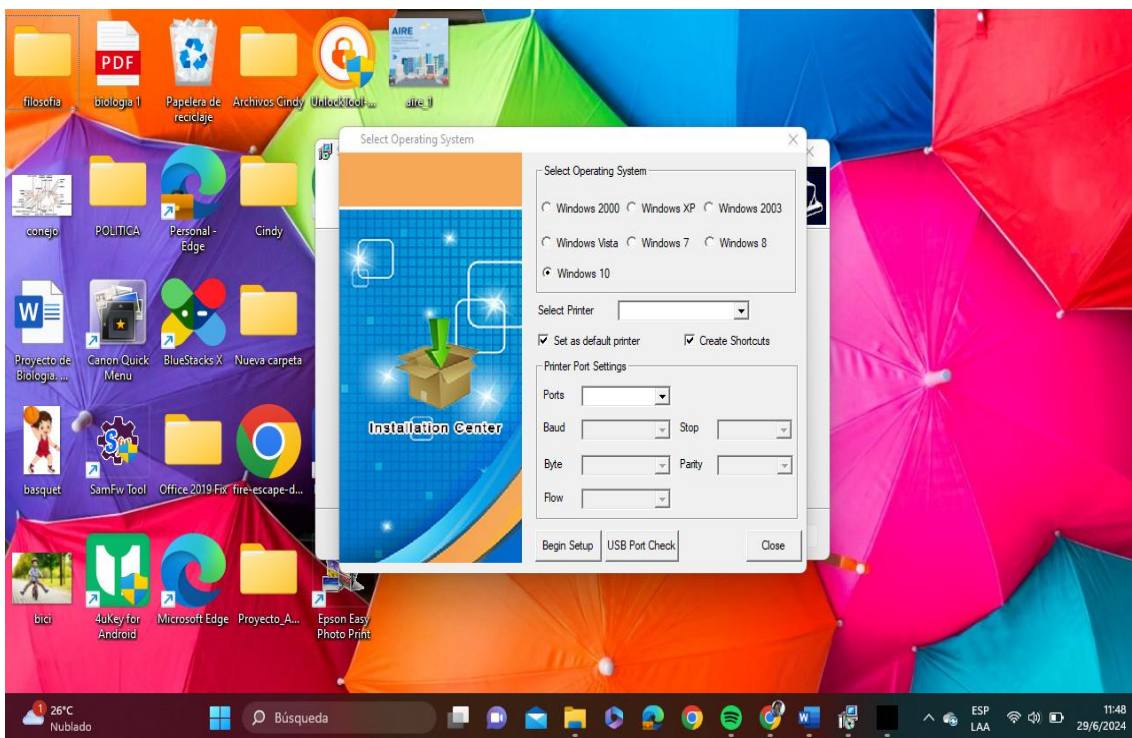 AIRE
PDF
filosofia
biologia 1
Papelera de
reciclaje
Archivos Cindy
UnlockTool-...
aire_1
conejo
POLITICA
Personal -
Edge
Cindy
W
Proyecto de
Biologia. ...
Canon Quick
Menu
BlueStacks X
Nueva carpeta
basquet
SamFw Tool
Office 2019 Fix
fire-escape-d...
bici
4uKey for
Android
Microsoft Edge
Proyecto_A...
Epson Easy
Photo Print
Select Operating System
Installation Center
Select Operating System
Windows 2000 Windows XP Windows 2003
Windows Vista Windows 7 Windows 8
Windows 10
Select Printer
Set as default printer Create Shortcuts
Printer Port Settings
Ports
Baud Stop
Byte Parity
Flow
Begin Setup USB Port Check Close
1
26°C
Nublado
Búsqueda
ESP
LAA
11:48
29/6/2024